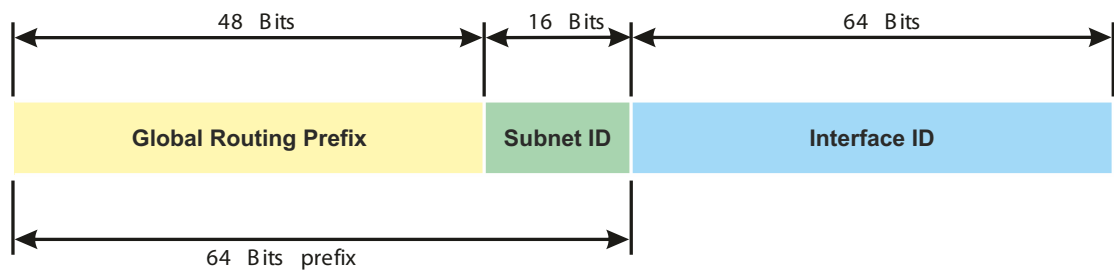 48 Bits
16 Bits
64 Bits
Global Routing Prefix
Subnet ID
Interface ID
64 Bits prefix